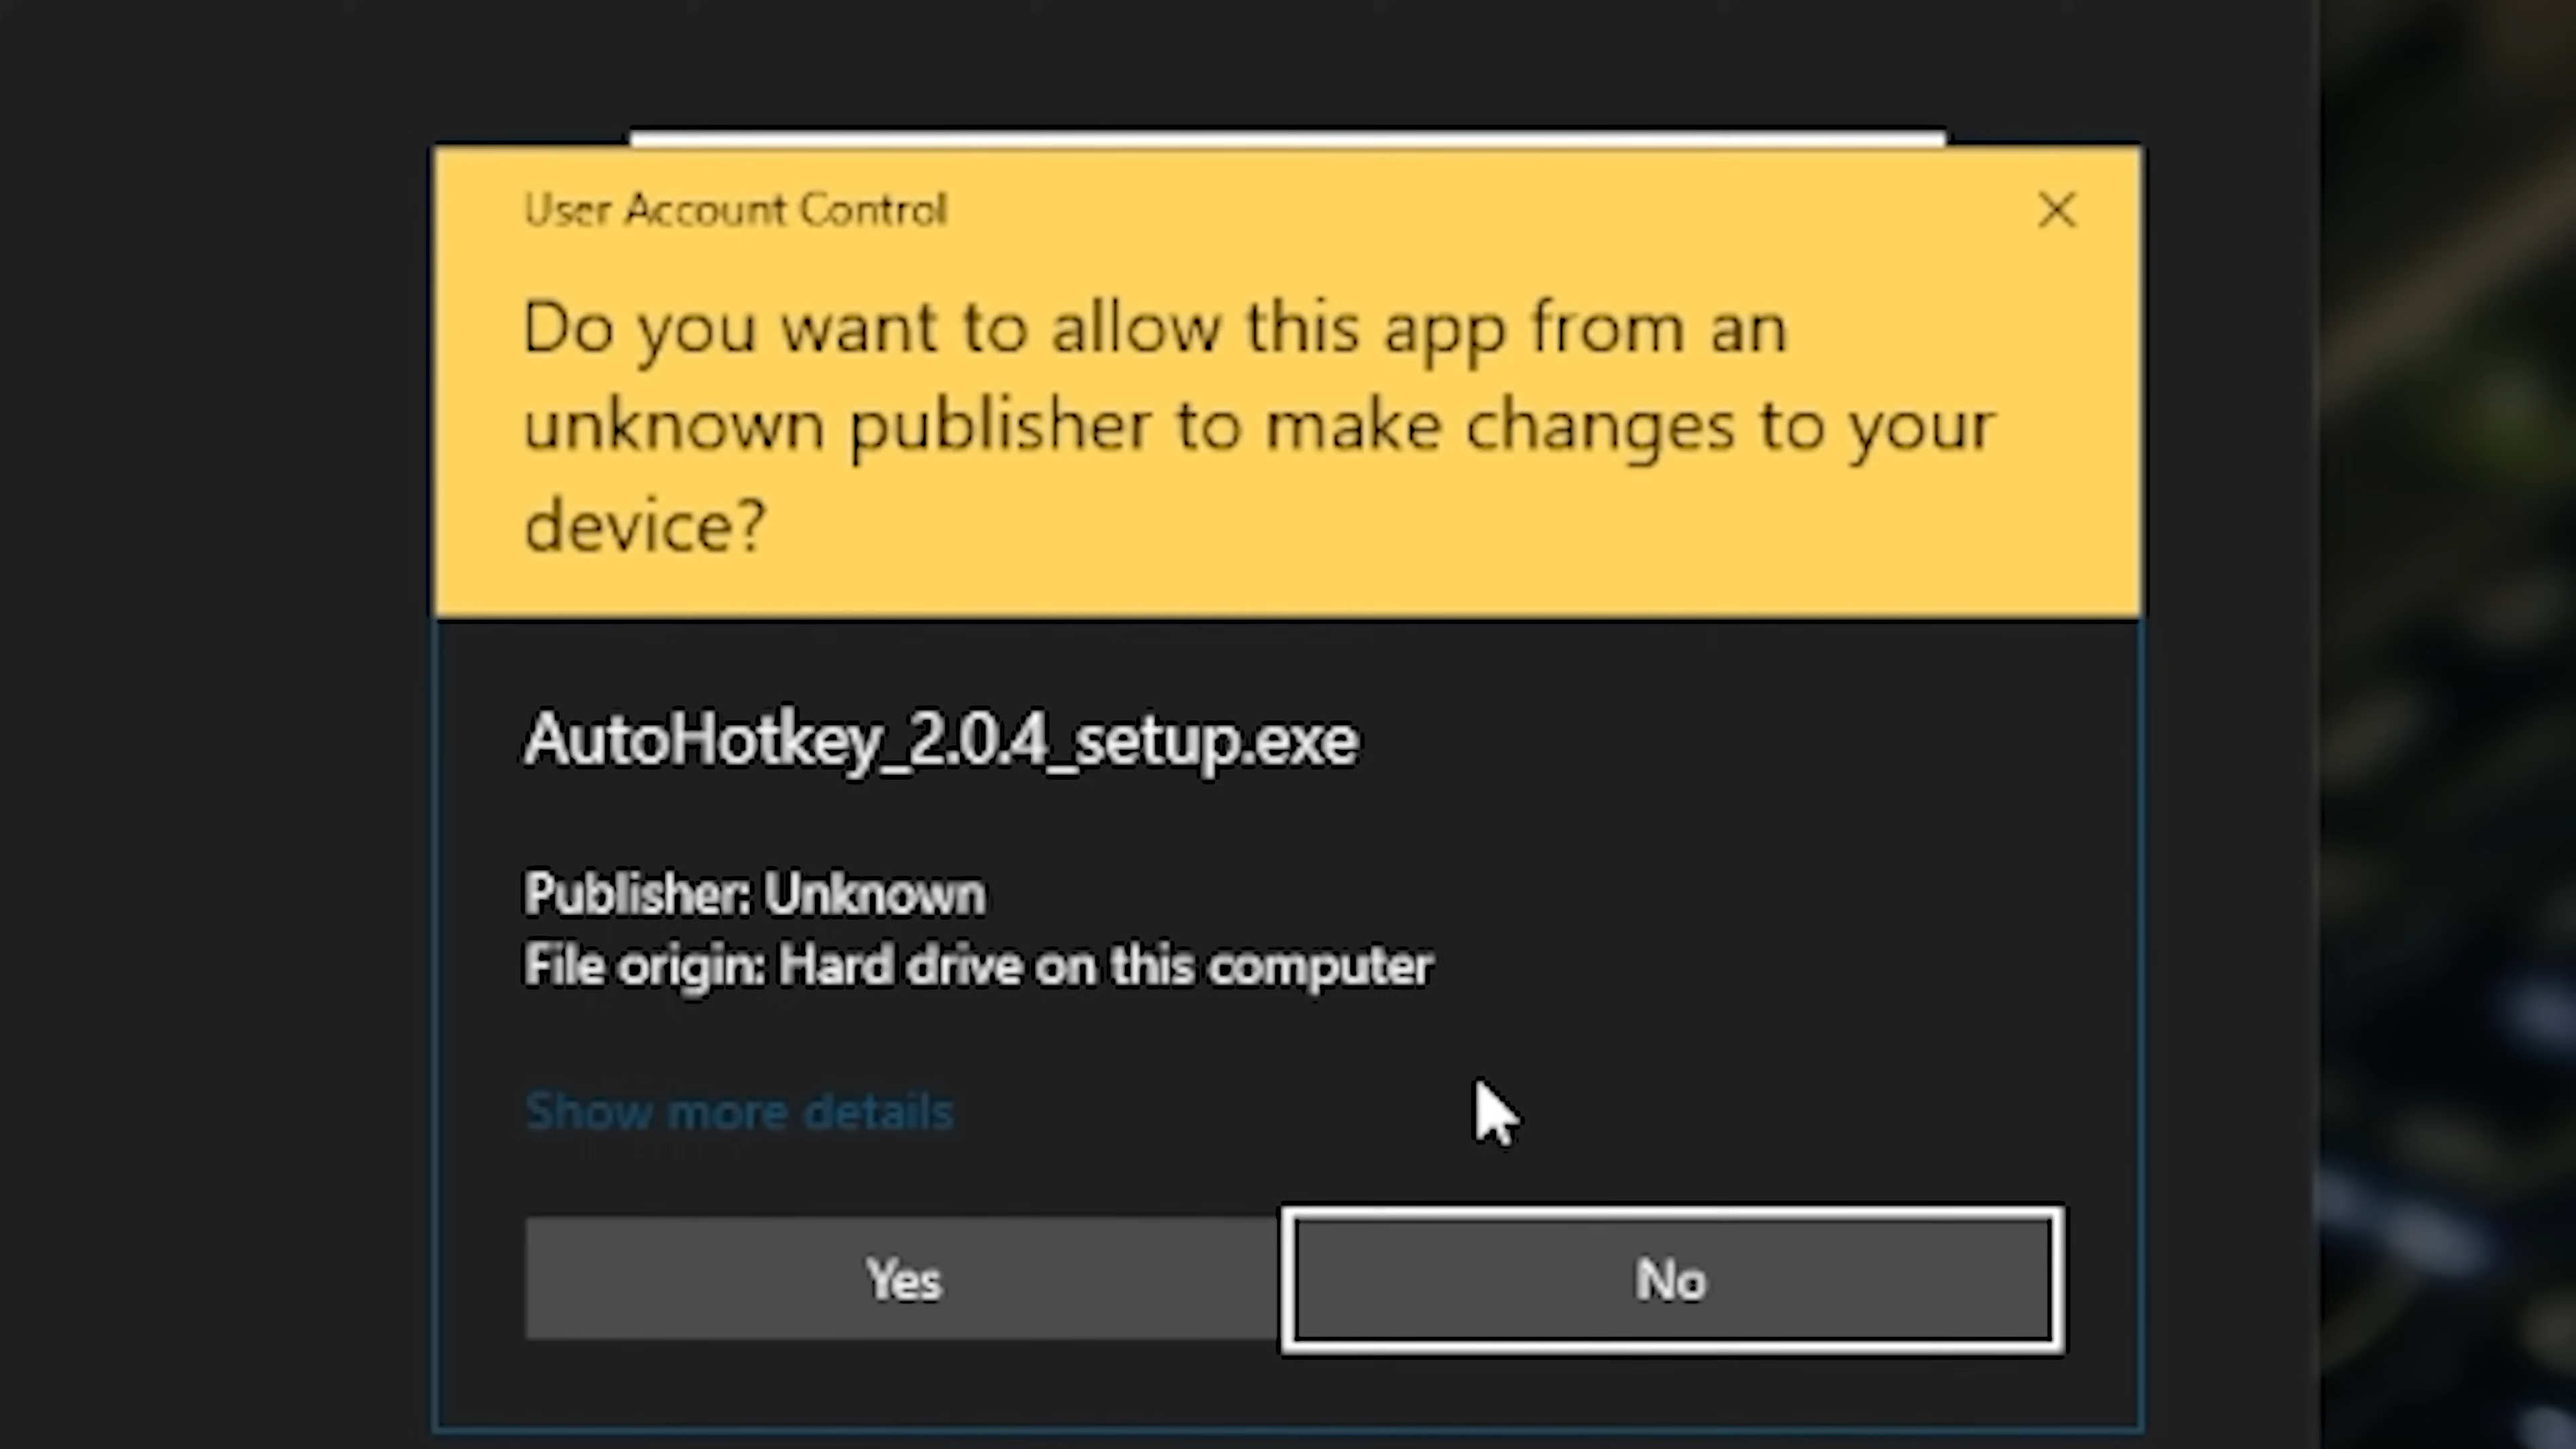 User Account Control
Do you want to allow this app from an
unknown publisher to make changes to your
device?
AutoHotkey_2.0.4_setup.exe
Publisher: Unknown
File origin: Hard drive on this computer
Show more details
Yes
No